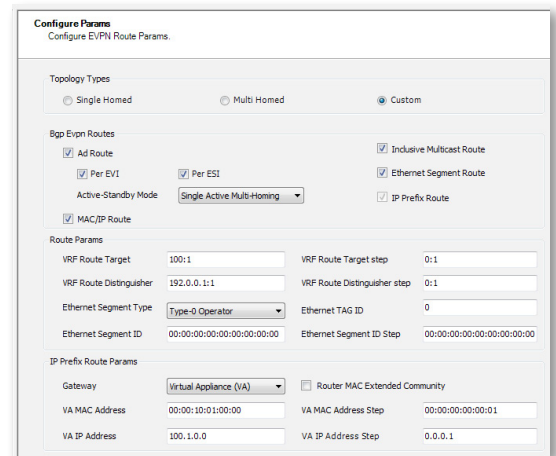 Configure Params
Configure EVPN Route Params.
Topology Types
Single Homed
Multi Homed
Custom
Bgp Evpn Routes
Ad Route
Inclusive Multicast Route
Per EVI
Per ESI
Ethernet Segment Route
Active-Standby Mode
Single Active Multi-Homing
IP Prefix Route
MAC/IP Route
Route Params
VRF Route Target
100:1
VRF Route Target step
0:1
VRF Route Distinguisher
192.0.0.1:1
VRF Route Distinguisher step
0:1
Ethernet Segment Type
Type-0 Operator
Ethernet TAG ID
0
Ethernet Segment ID
00:00:00:00:00:00:00:00:00
Ethernet Segment ID Step
00:00:00:00:00:00:00:00:00
IP Prefix Route Params
Gateway
Virtual Appliance (VA)
Router MAC Extended Community
VA MAC Address
00:00:10:01:00:00
VA MAC Address Step
00:00:00:00:00:01
VA IP Address
100.1.0.0
VA IP Address Step
0.0.0.1